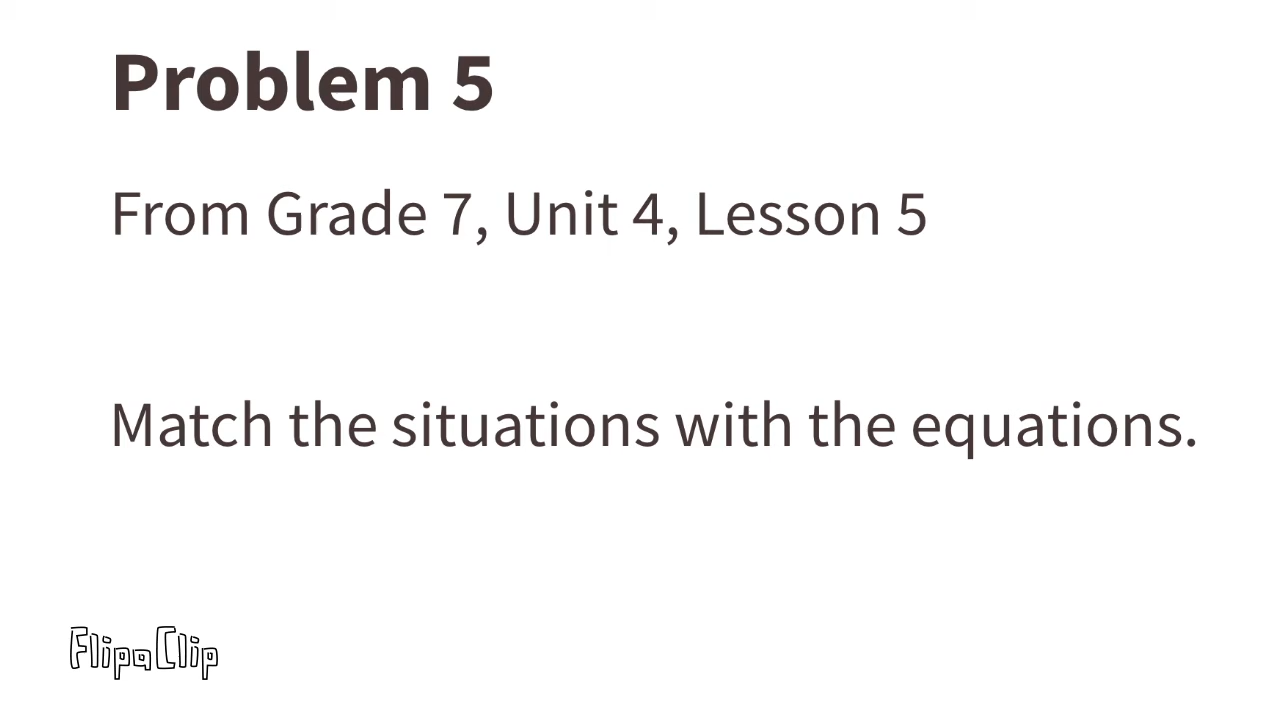 Problem 5
From Grade 7, Unit 4, Lesson 5
Match the situations with the equations.
FlipaClip